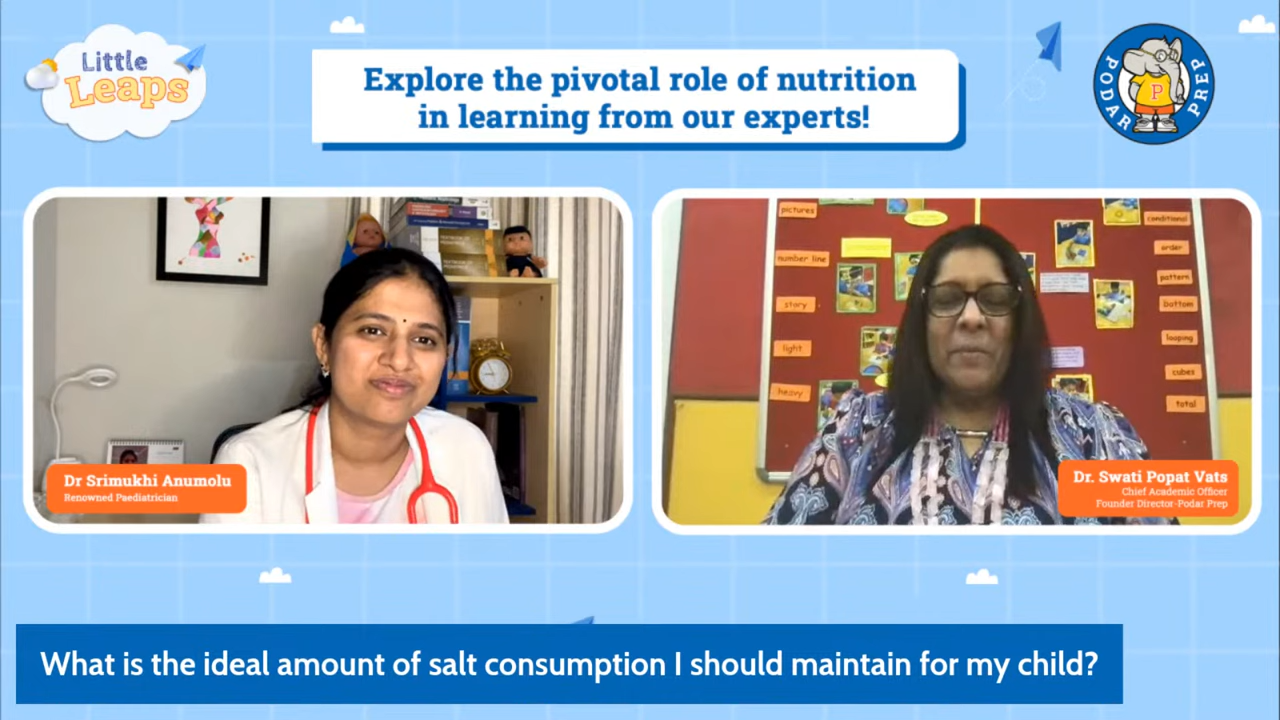 Little
Leaps
Explore the pivotal role of nutrition
in learning from our experts!
PODAR PREP
P
pictures
number line
story
light
heavy
conditional
order
pattern
bottom
looping
cubes
total
Dr Srimukhi Anumolu
Renowned Paediatrician
Dr. Swati Popat Vats
Chief Academic Officer
Founder Director-Podar Prep
What is the ideal amount of salt consumption I should maintain for my child?